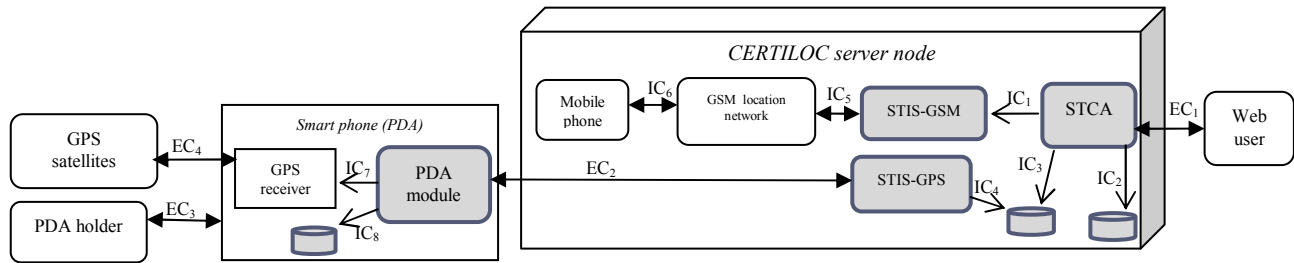 CERTILOC server node
Smart phone (PDA)
GPS
satellites
EC4
PDA holder
EC3
GPS
receiver
IC7
PDA
module
IC8
EC2
Mobile
phone
IC6
GSM location
network
IC5
STIS-GSM
IC1
STCA
STIS-GPS
IC4
IC3
IC2
EC1
Web
user